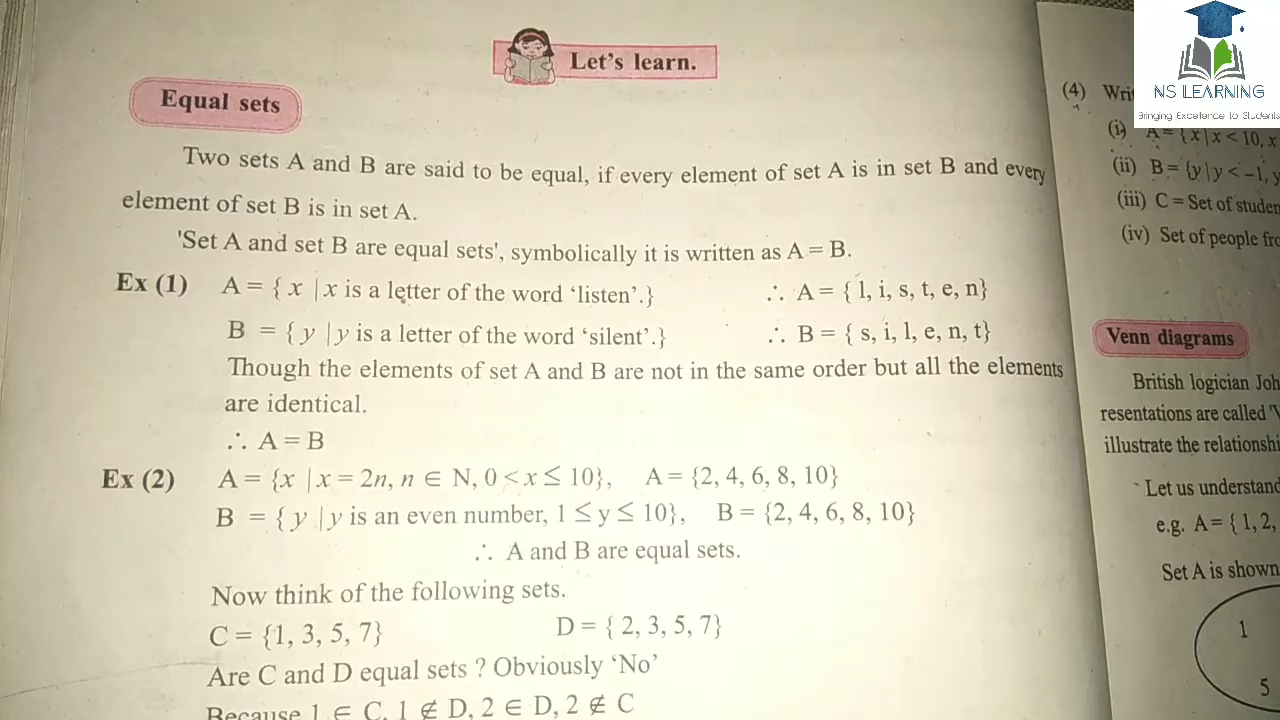 Let's learn.
Equal sets
Two sets A and B are said to be equal, if every element of set A is in set B and every
element of set B is in set A.
'Set A and set B are equal sets', symbolically it is written as A = B.
Ex (1) A = { x | x is a letter of the word ‘listen’.} ∴ A = { l, i, s, t, e, n}
B = { y | y is a letter of the word ‘silent’.} ∴ B = { s, i, l, e, n, t}
Though the elements of set A and B are not in the same order but all the elements
are identical.
∴ A = B
Ex (2) A = {x | x = 2n, n ∈ N, 0 < x ≤ 10}, A = {2, 4, 6, 8, 10}
B = { y | y is an even number, 1 ≤ y ≤ 10}, B = {2, 4, 6, 8, 10}
∴ A and B are equal sets.
Now think of the following sets.
C = {1, 3, 5, 7} D = { 2, 3, 5, 7}
Are C and D equal sets ? Obviously ‘No’
Because 1 ∈ C, 1 ∉ D, 2 ∈ D, 2 ∉ C
NS LEARNING
Bringing Excellence to Students
(4)
(i) A = { x | x < 10, x
(ii) B = {y | y < −1, y
(iii) C = Set of
(iv) Set of people
Venn diagrams
British logician
are called
illustrate the
Let us understand
e.g. A = { 1, 2,
Set A is shown
1
5